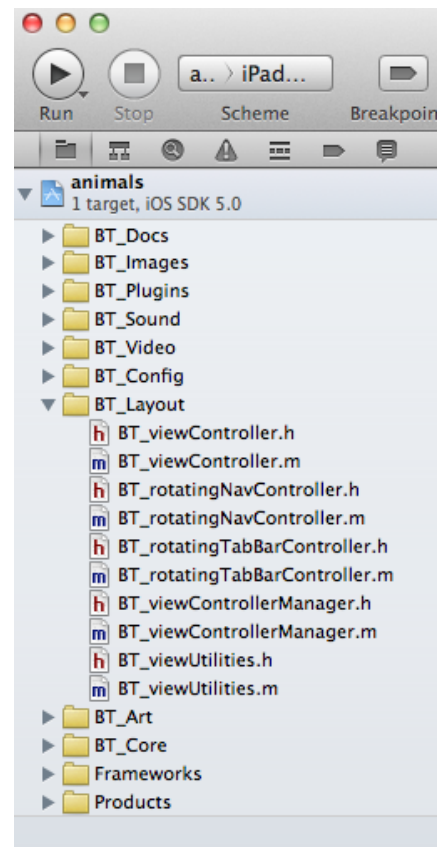 a.. › iPad...
Run Stop Scheme Breakpoin
animals
1 target, iOS SDK 5.0
BT_Docs
BT_Images
BT_Plugins
BT_Sound
BT_Video
BT_Config
BT_Layout
h BT_viewController.h
m BT_viewController.m
h BT_rotatingNavController.h
m BT_rotatingNavController.m
h BT_rotatingTabBarController.h
m BT_rotatingTabBarController.m
h BT_viewControllerManager.h
m BT_viewControllerManager.m
h BT_viewUtilities.h
m BT_viewUtilities.m
BT_Art
BT_Core
Frameworks
Products